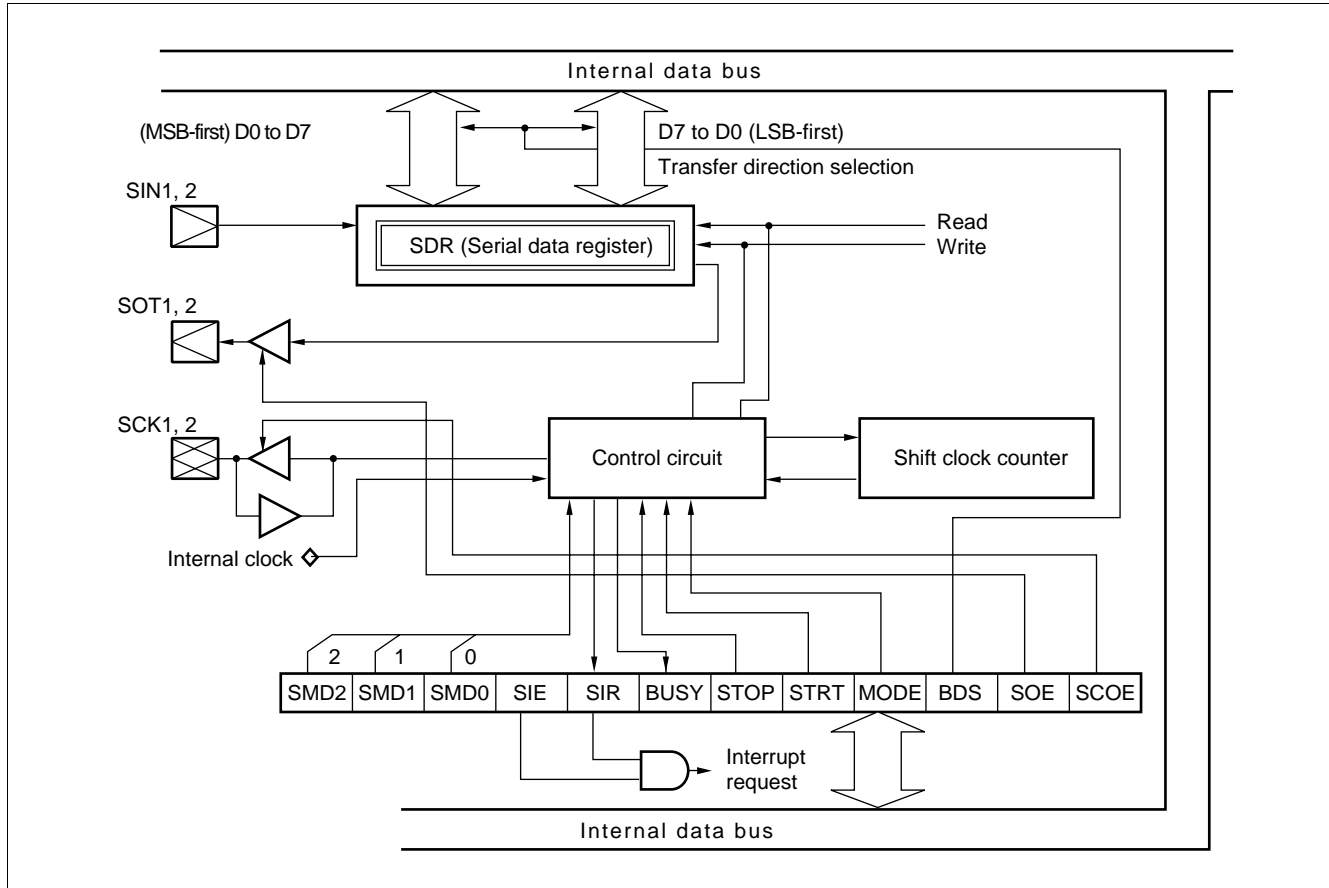 Internal data bus
(MSB-first) D0 to D7
D7 to D0 (LSB-first)
Transfer direction selection
SIN1, 2
SDR (Serial data register)
Read
Write
SOT1, 2
SCK1, 2
Control circuit
Shift clock counter
Internal clock
2 1 0
SMD2 SMD1 SMD0 SIE SIR BUSY STOP STRT MODE BDS SOE SCOE
Interrupt
request
Internal data bus